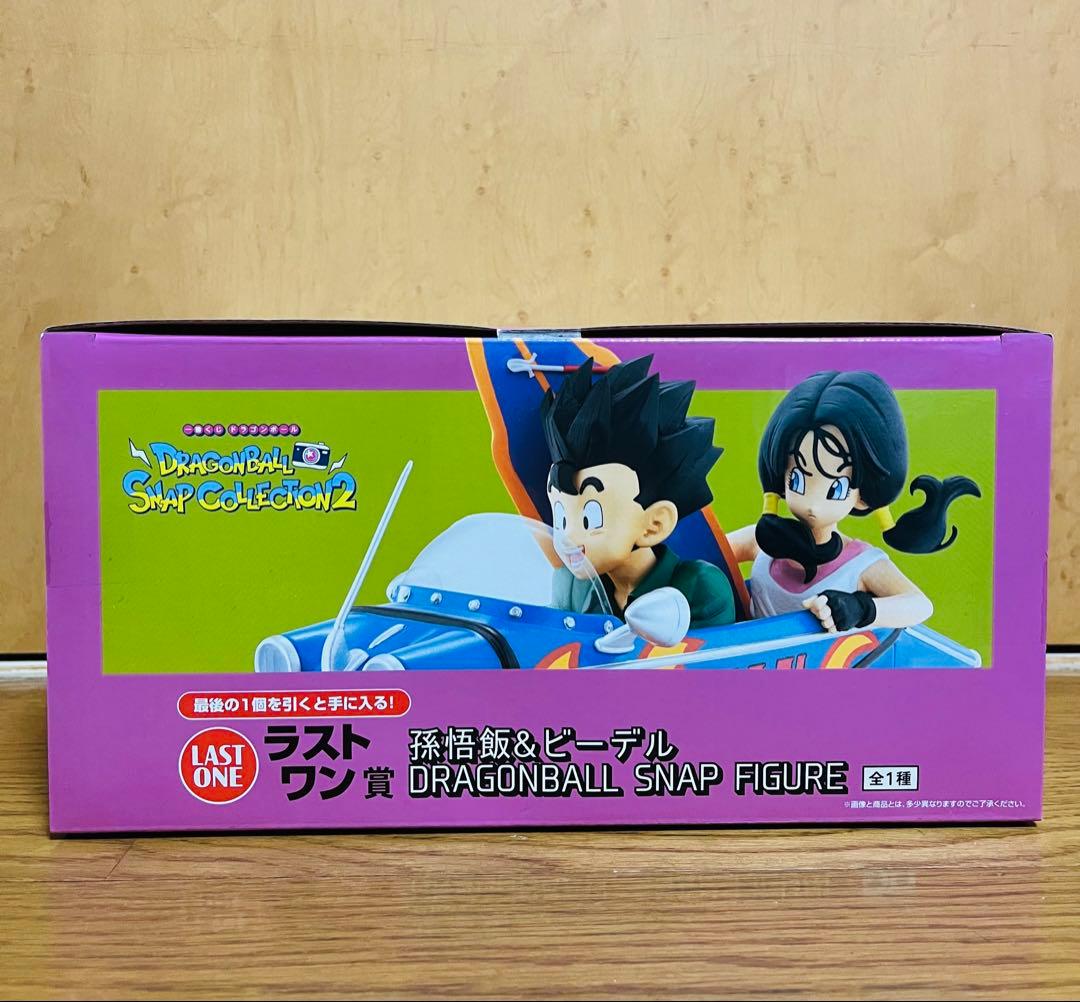 一番くじ ドラゴンボール
DRAGONBALL
SNAP COLLECTION2
最後の1個を引くと手に入る!
LAST
ONE
ラスト
ワン賞
孫悟飯&ビーデル
DRAGONBALL SNAP FIGURE
全1種
※画像と商品とは、多少異なりますのでご了承ください。